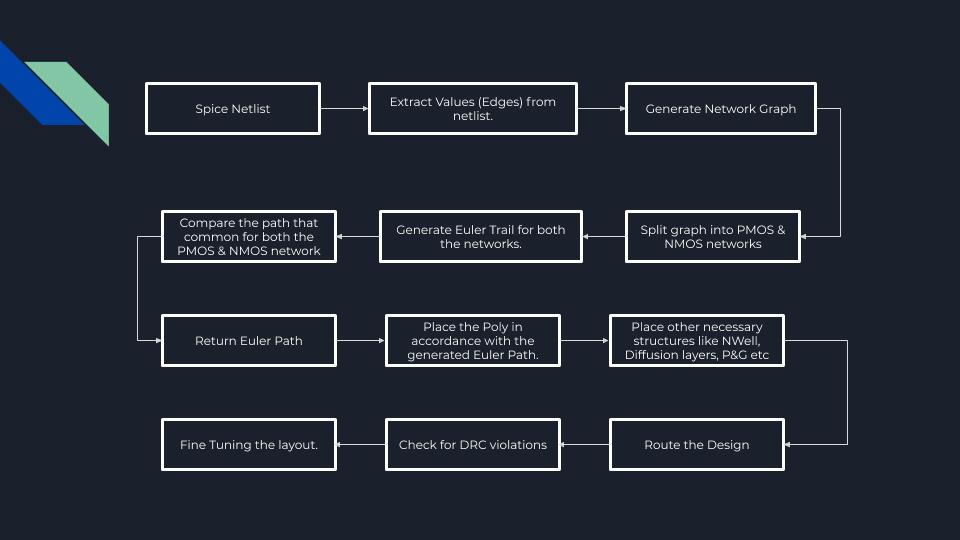 Spice Netlist
Extract Values (Edges) from
netlist.
Generate Network Graph
Split graph into PMOS &
NMOS networks
Generate Euler Trail for both
the networks.
Compare the path that
common for both the
PMOS & NMOS network
Return Euler Path
Place the Poly in
accordance with the
generated Euler Path.
Place other necessary
structures like NWell,
Diffusion layers, P&G etc
Route the Design
Check for DRC violations
Fine Tuning the layout.